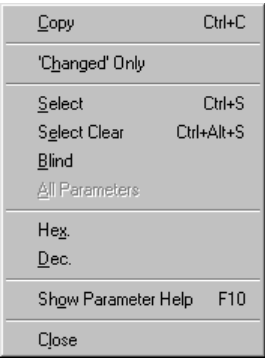 Copy Ctrl+C
'Changed' Only
Select Ctrl+S
Select Clear Ctrl+Alt+S
Blind
All Parameters
Hex.
Dec.
Show Parameter Help F10
Close